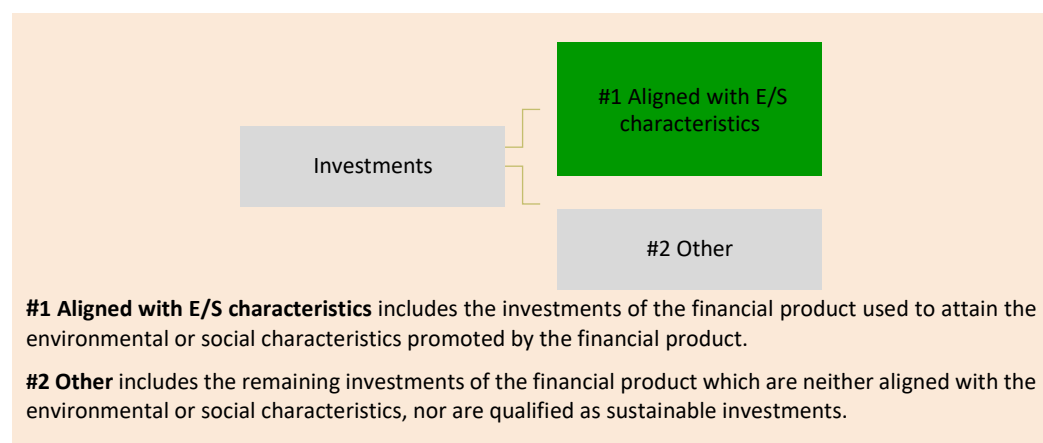 #1 Aligned with E/S
characteristics
Investments
#2 Other
#1 Aligned with E/S characteristics includes the investments of the financial product used to attain the
environmental or social characteristics promoted by the financial product.
#2 Other includes the remaining investments of the financial product which are neither aligned with the
environmental or social characteristics, nor are qualified as sustainable investments.